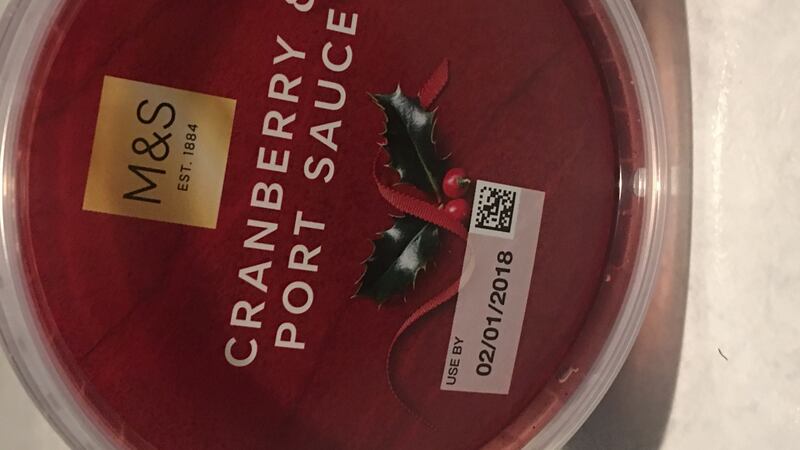 M&S
EST. 1884
CRANBERRY &
PORT SAUCE
USE BY
02/01/2018